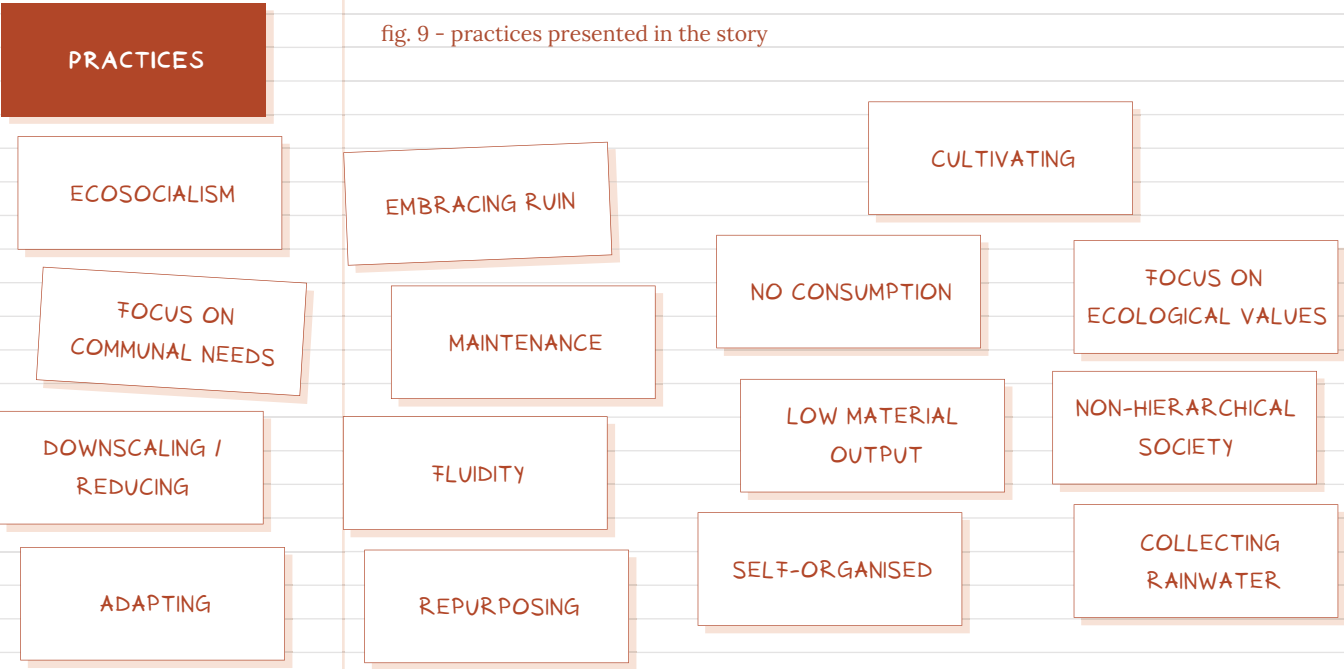 PRACTICES
fig. 9 - practices presented in the story
ECOSOCIALISM
FOCUS ON
COMMUNAL NEEDS
DOWNSCALING /
REDUCING
ADAPTING
EMBRACING RUIN
MAINTENANCE
FLUIDITY
REPURPOSING
CULTIVATING
NO CONSUMPTION
LOW MATERIAL
OUTPUT
SELF-ORGANISED
FOCUS ON
ECOLOGICAL VALUES
NON-HIERARCHICAL
SOCIETY
COLLECTING
RAINWATER